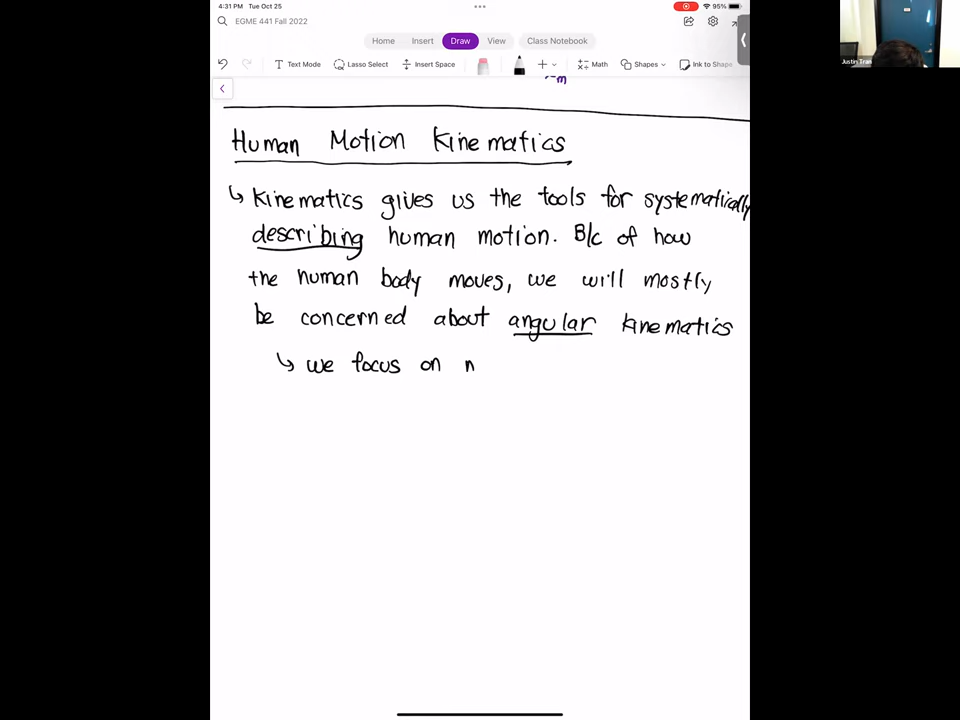 4:31 PM Tue Oct 25
95%
EGME 441 Fall 2022
Home Insert Draw View Class Notebook
Text Mode Lasso Select Insert Space Math Shapes Ink to Shape
m
Human Motion Kinematics
↳ Kinematics gives us the tools for systematically
describing human motion. B/c of how
the human body moves, we will mostly
be concerned about angular kinematics
↳ we focus on n
Justin Tran